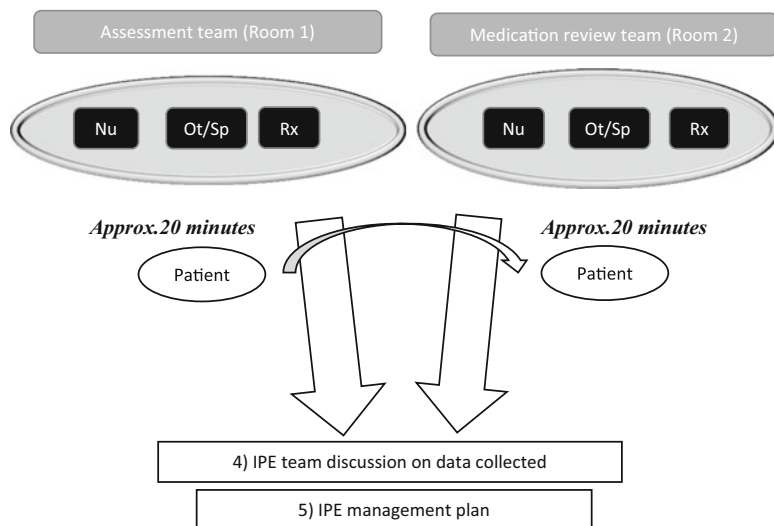 Assessment team (Room 1)
Medication review team (Room 2)
Nu
Ot/Sp
Rx
Nu
Ot/Sp
Rx
Approx.20 minutes
Approx.20 minutes
Patient
Patient
4) IPE team discussion on data collected
5) IPE management plan